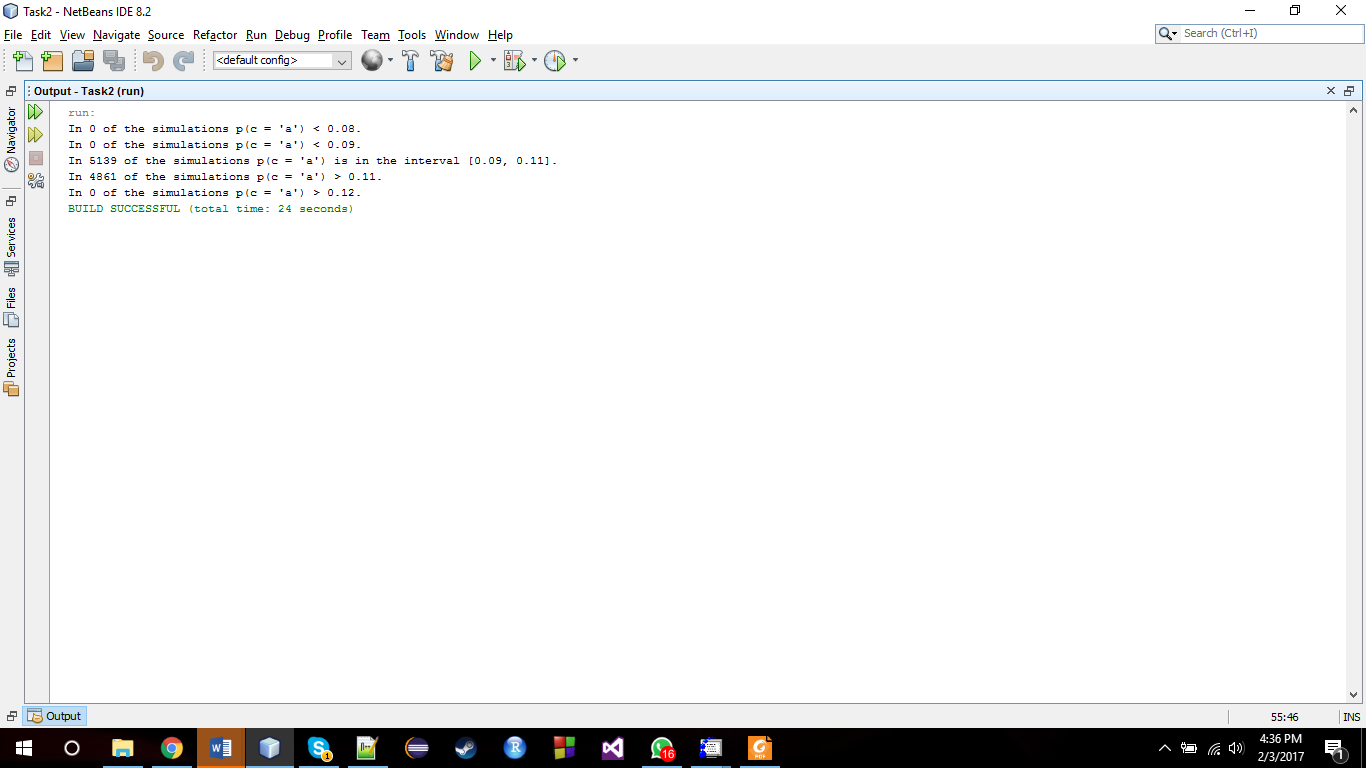 Task2 - NetBeans IDE 8.2
File Edit View Navigate Source Refactor Run Debug Profile Team Tools Window Help
Search (Ctrl+I)
<default config>
Output - Task2 (run)
run:
In 0 of the simulations p(c = 'a') < 0.08.
In 0 of the simulations p(c = 'a') < 0.09.
In 5139 of the simulations p(c = 'a') is in the interval [0.09, 0.11].
In 4861 of the simulations p(c = 'a') > 0.11.
In 0 of the simulations p(c = 'a') > 0.12.
BUILD SUCCESSFUL (total time: 24 seconds)
Navigator
Services
Files
Projects
Output
55:46
INS
16
1
PDF
4:36 PM
2/3/2017
1